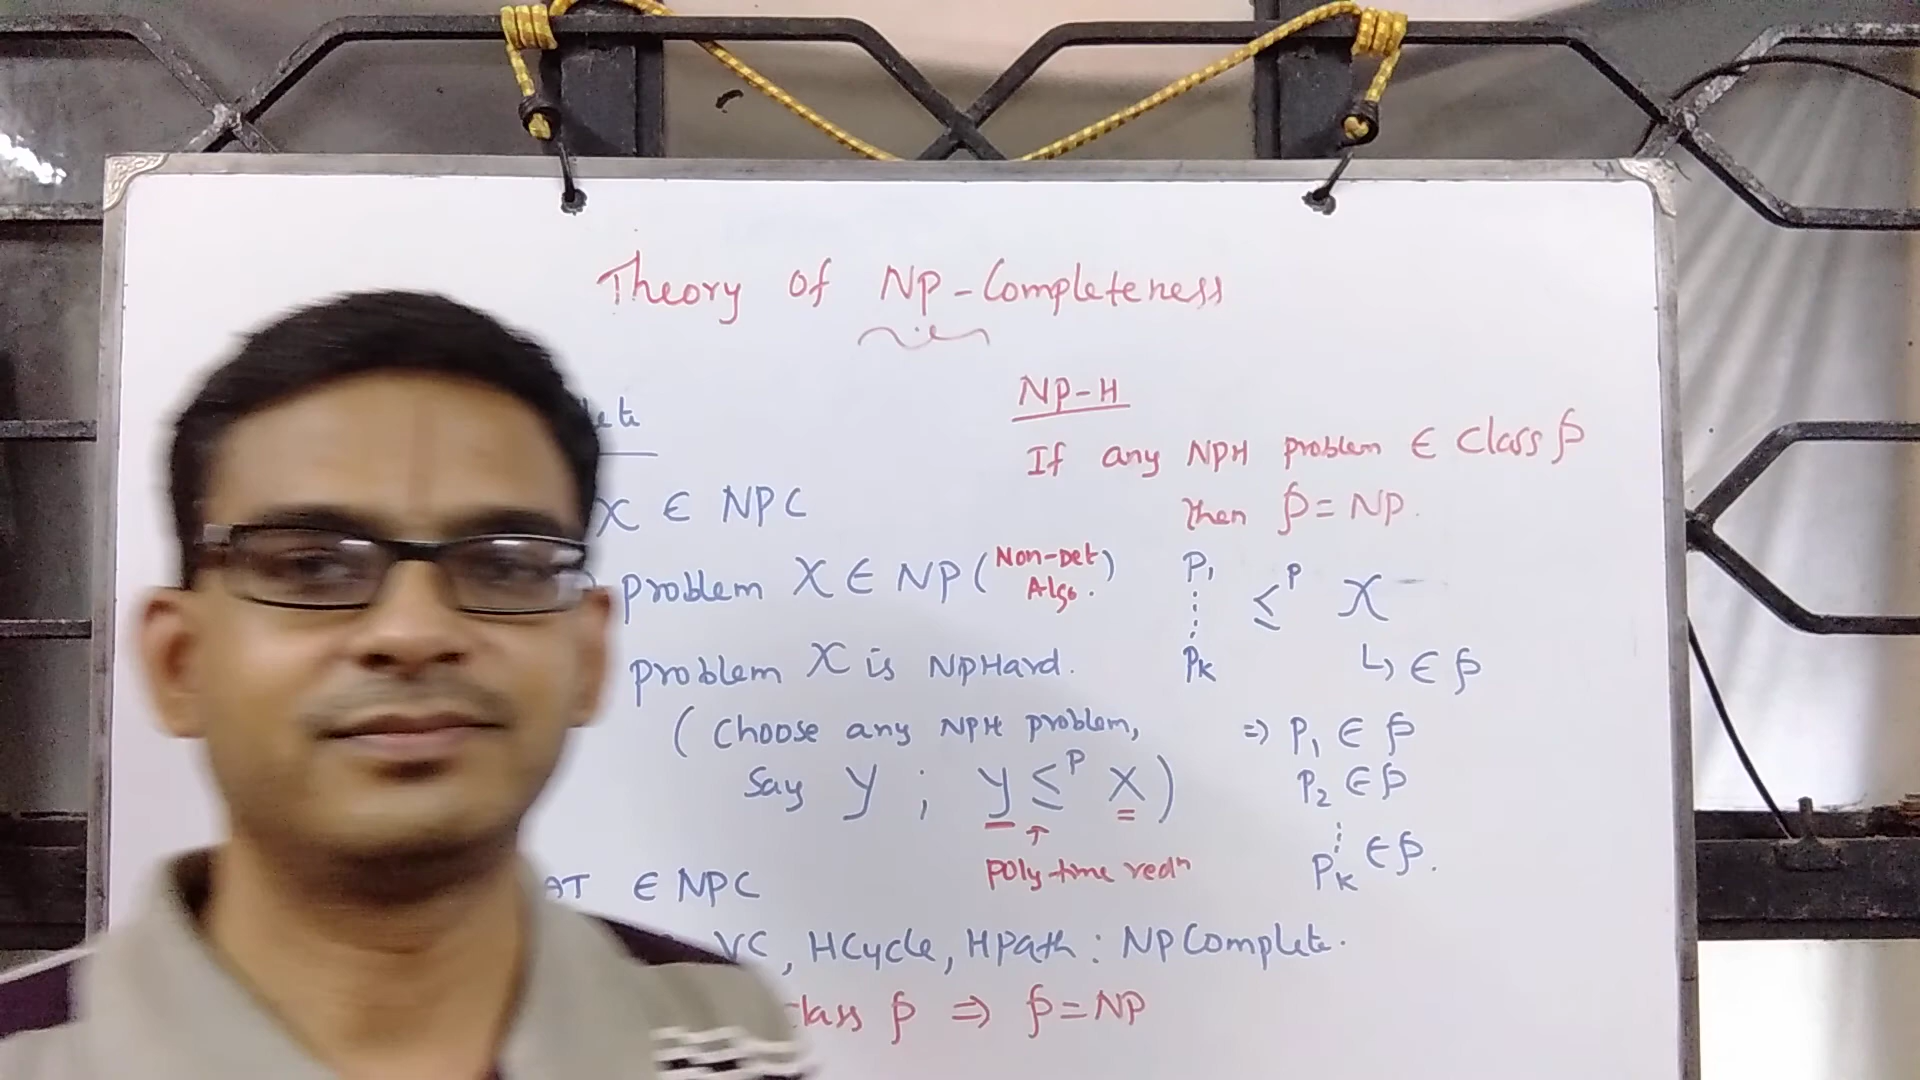 Theory of NP-Completeness
X ∈ NPC
problem X ∈ NP (Non-Det Algo.)
problem X is NPHard.
(Choose any NPH problem,
Say Y ; Y ≤ᴾ X)
↑
poly-time redⁿ
∈ NPC
VC, HCycle, HPath : NPComplete.
class P ⇒ P = NP
NP-H
If any NPH problem ∈ Class P
then P = NP.
P₁
⋮ ≤ᴾ X
Pₖ ↳ ∈ P
⇒ P₁ ∈ P
P₂ ∈ P
⋮
Pₖ ∈ P.